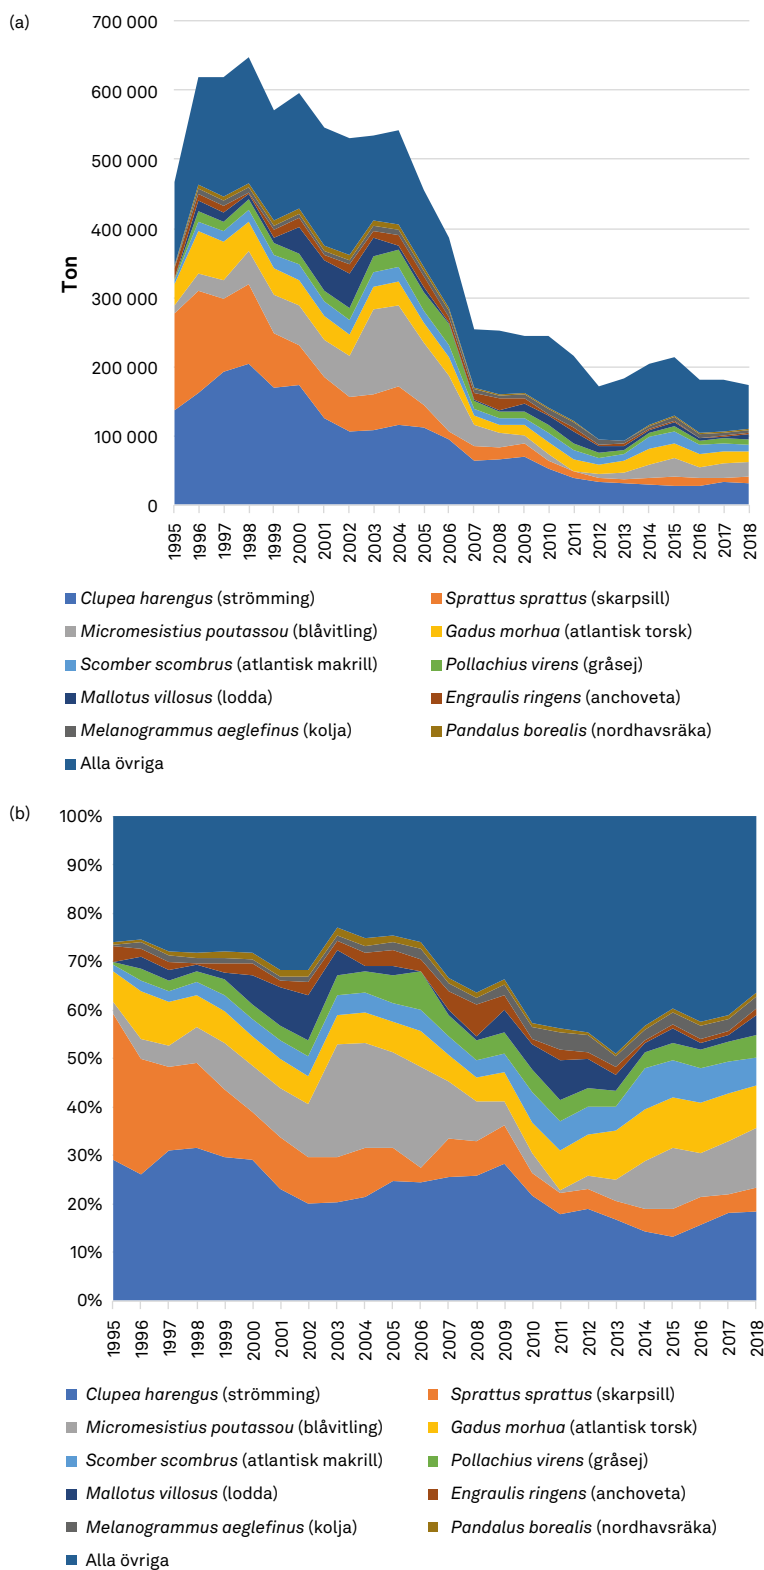 (a)
700 000
600 000
500 000
400 000
300 000
200 000
100 000
0
Ton
1995 1996 1997 1998 1999 2000 2001 2002 2003 2004 2005 2006 2007 2008 2009 2010 2011 2012 2013 2014 2015 2016 2017 2018
Clupea harengus (strömming) Sprattus sprattus (skarpsill)
Micromesistius poutassou (blåvitling) Gadus morhua (atlantisk torsk)
Scomber scombrus (atlantisk makrill) Pollachius virens (gråsej)
Mallotus villosus (lodda) Engraulis ringens (anchoveta)
Melanogrammus aeglefinus (kolja) Pandalus borealis (nordhavsräka)
Alla övriga
(b)
100%
90%
80%
70%
60%
50%
40%
30%
20%
10%
0%
1995 1996 1997 1998 1999 2000 2001 2002 2003 2004 2005 2006 2007 2008 2009 2010 2011 2012 2013 2014 2015 2016 2017 2018
Clupea harengus (strömming) Sprattus sprattus (skarpsill)
Micromesistius poutassou (blåvitling) Gadus morhua (atlantisk torsk)
Scomber scombrus (atlantisk makrill) Pollachius virens (gråsej)
Mallotus villosus (lodda) Engraulis ringens (anchoveta)
Melanogrammus aeglefinus (kolja) Pandalus borealis (nordhavsräka)
Alla övriga